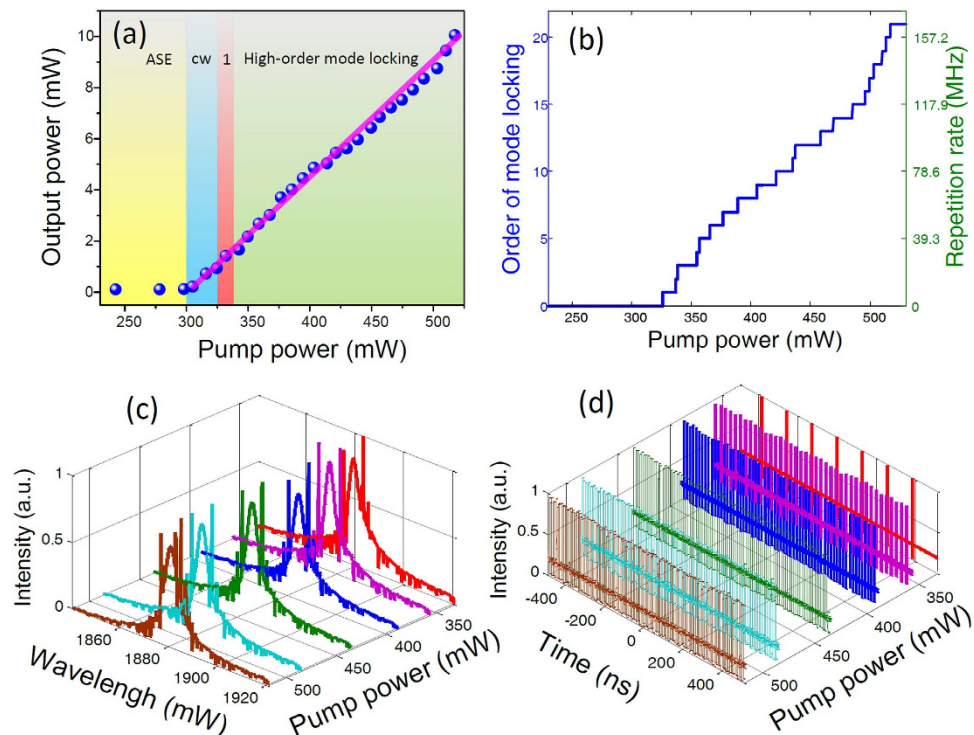 (a)
ASE cw 1 High-order mode locking
Output power (mW)
10
8
6
4
2
0
250 300 350 400 450 500
Pump power (mW)
(b)
Order of mode locking
20
15
10
5
0
250 300 350 400 450 500
Pump power (mW)
157.2
117.9
78.6
39.3
0
Repetition rate (MHz)
(c)
Intensity (a.u.)
1
0.5
0
1860
1880
1900
1920
Wavelengh (mW)
350
400
450
500
Pump power (mW)
(d)
Intensity (a.u.)
1
0.5
0
-400
-200
0
200
400
Time (ns)
350
400
450
500
Pump power (mW)